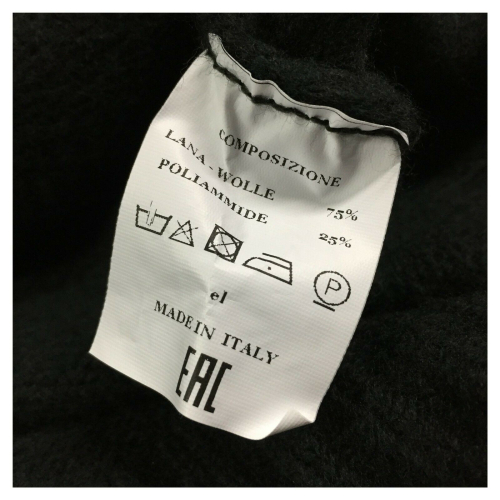 COMPOSIZIONE
LANA - WOLLE 75%
POLIAMMIDE 25%
P
el
MADE IN ITALY
EAC